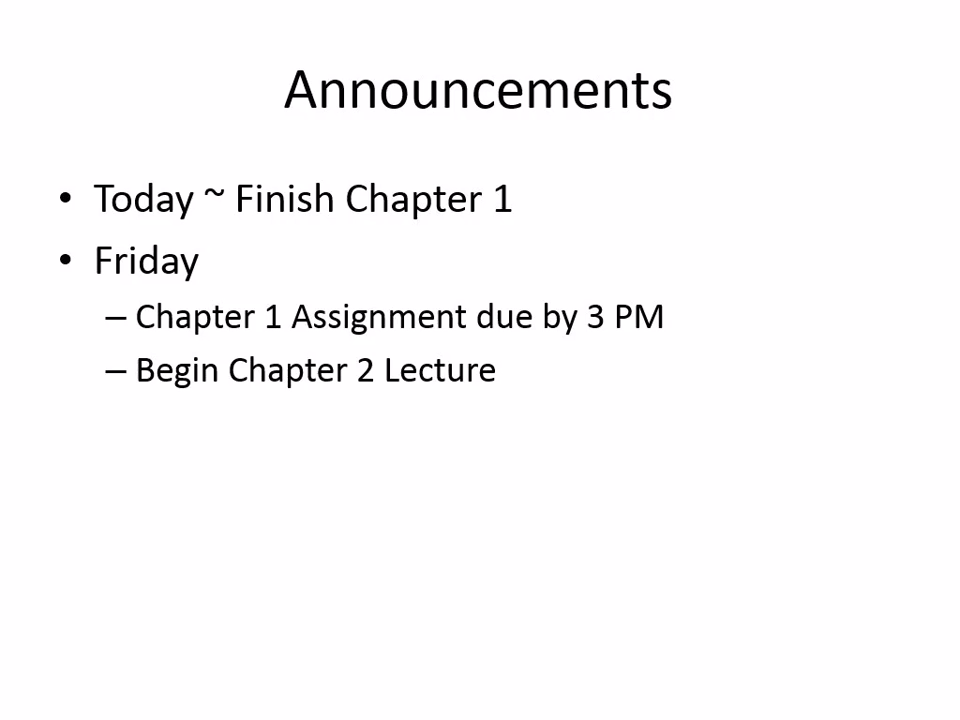 Announcements
• Today ~ Finish Chapter 1
• Friday
– Chapter 1 Assignment due by 3 PM
– Begin Chapter 2 Lecture